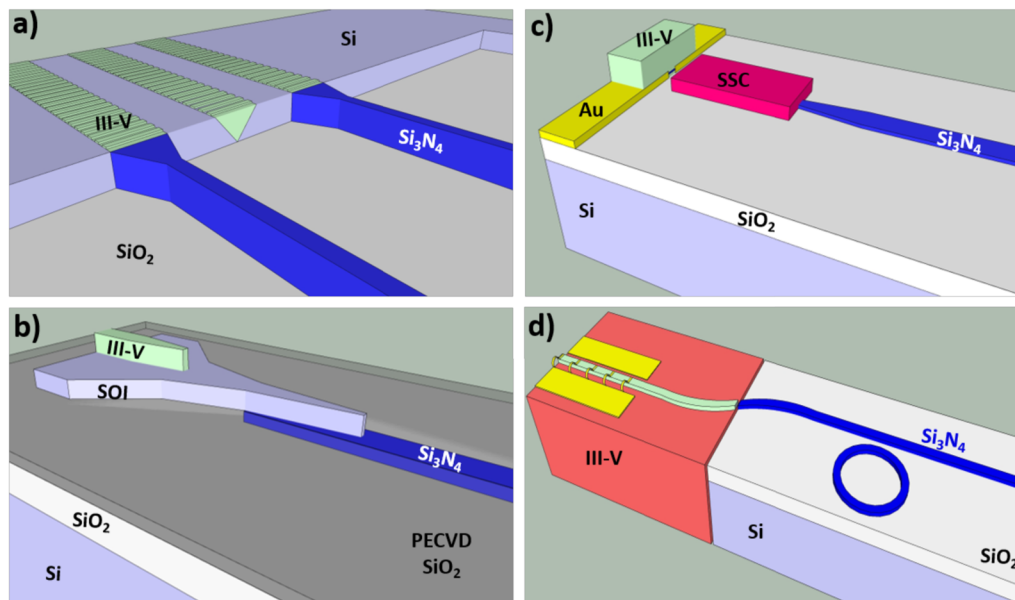 a)
Si
III-V
Si₃N₄
SiO₂
c)
III-V
SSC
Au
Si₃N₄
Si
SiO₂
b)
III-V
SOI
Si₃N₄
SiO₂
PECVD
SiO₂
Si
d)
Si₃N₄
III-V
Si
SiO₂